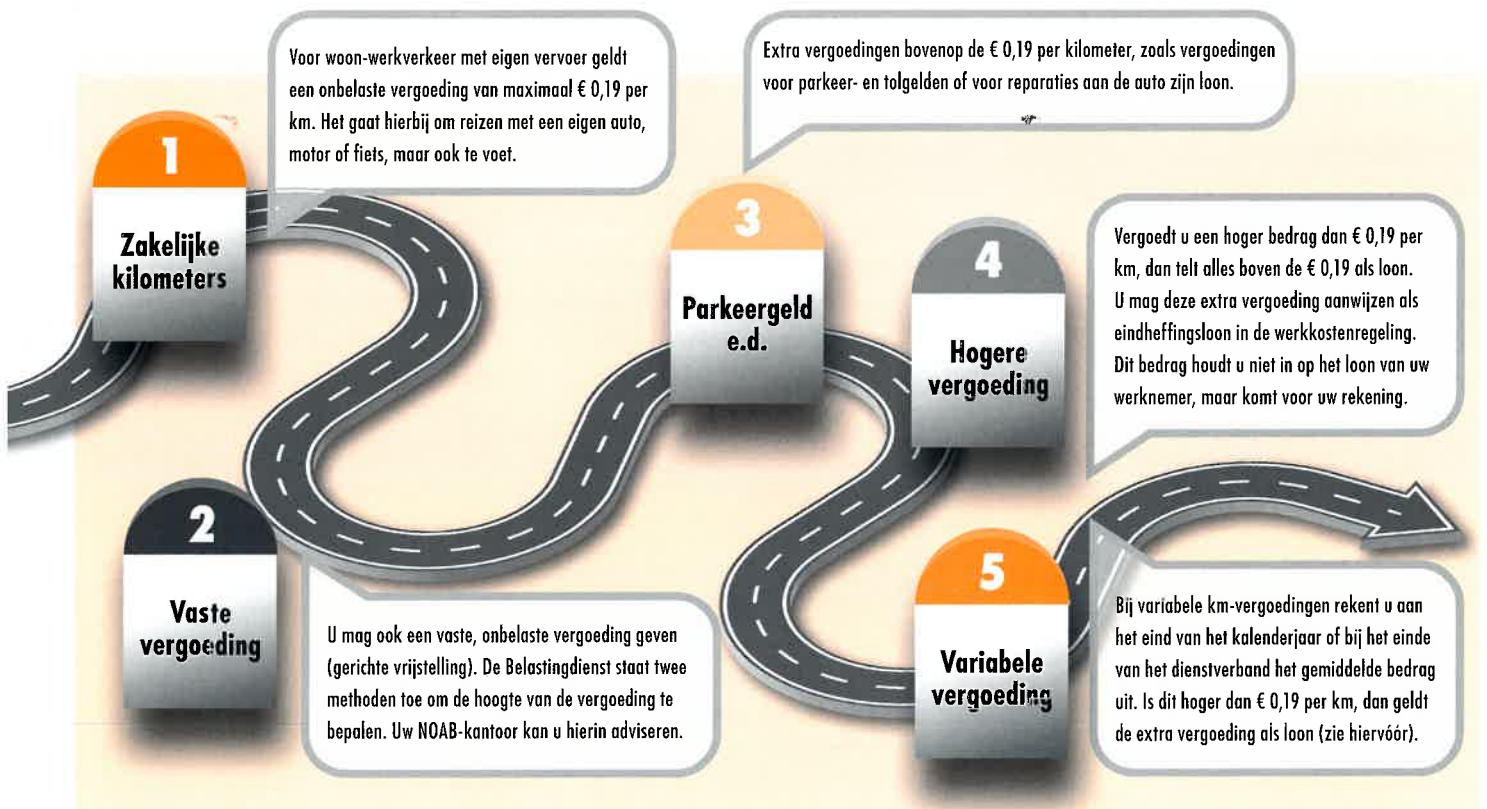 1
Zakelijke
kilometers
Voor woon-werkverkeer met eigen vervoer geldt
een onbelaste vergoeding van maximaal € 0,19 per
km. Het gaat hierbij om reizen met een eigen auto,
motor of fiets, maar ook te voet.
2
Vaste
vergoeding
U mag ook een vaste, onbelaste vergoeding geven
(gerichte vrijstelling). De Belastingdienst staat twee
methoden toe om de hoogte van de vergoeding te
bepalen. Uw NOAB-kantoor kan u hierin adviseren.
3
Parkeergeld
e.d.
Extra vergoedingen bovenop de € 0,19 per kilometer, zoals vergoedingen
voor parkeer- en tolgelden of voor reparaties aan de auto zijn loon.
4
Hogere
vergoeding
Vergoedt u een hoger bedrag dan € 0,19 per
km, dan telt alles boven de € 0,19 als loon.
U mag deze extra vergoeding aanwijzen als
eindheffingsloon in de werkkostenregeling.
Dit bedrag houdt u niet in op het loon van uw
werknemer, maar komt voor uw rekening.
5
Variabele
vergoeding
Bij variabele km-vergoedingen rekent u aan
het eind van het kalenderjaar of bij het einde
van het dienstverband het gemiddelde bedrag
uit. Is dit hoger dan € 0,19 per km, dan geldt
de extra vergoeding als loon (zie hiervóór).